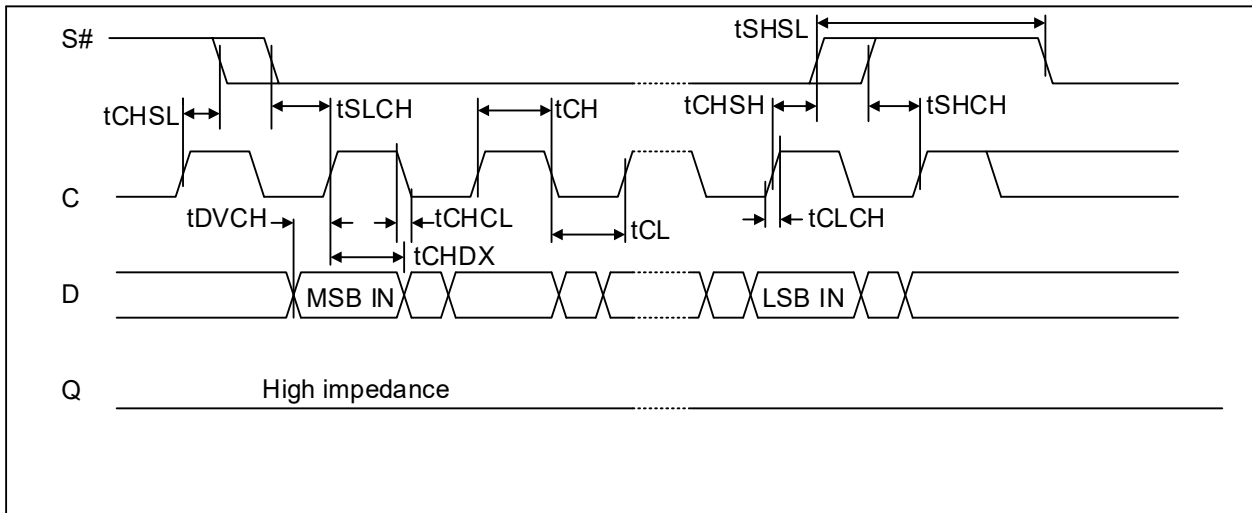 S#
tSHSL
tCHSL
tSLCH
tCH
tCHSH
tSHCH
C
tDVCH
tCHCL
tCL
tCLCH
tCHDX
D
MSB IN
LSB IN
Q
High impedance